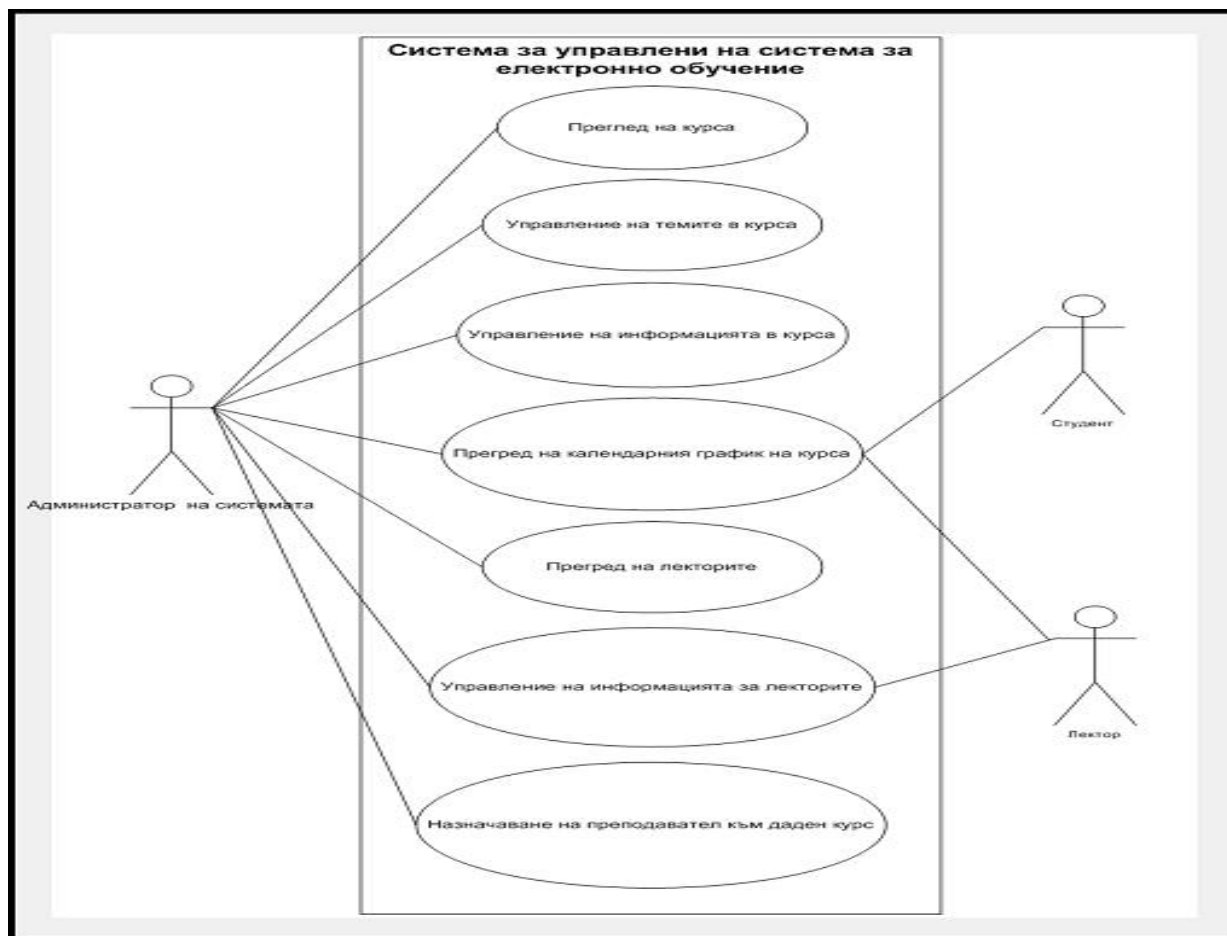 Система за управлени на система за
електронно обучение
Преглед на курса
Управление на темите в курса
Управление на информацията в курса
Прегред на календарния график на курса
Студент
Администратор на системата
Прегред на лекторите
Управление на информацията за лекторите
Лектор
Назначаване на преподавател към даден курс